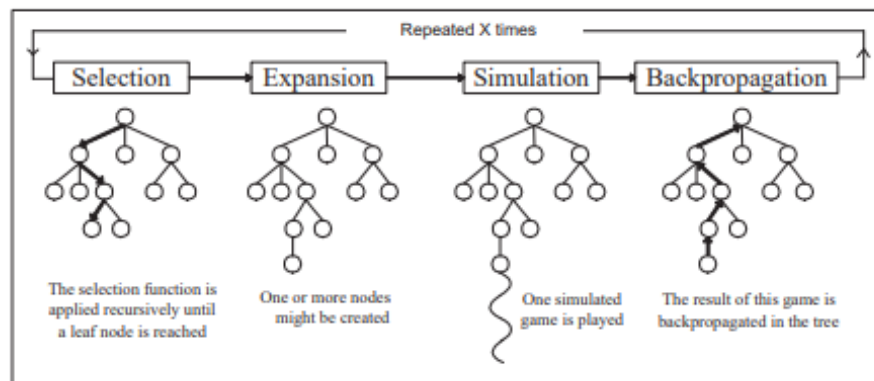 Repeated X times
Selection
Expansion
Simulation
Backpropagation
The selection function is
applied recursively until
a leaf node is reached
One or more nodes
might be created
One simulated
game is played
The result of this game is
backpropagated in the tree